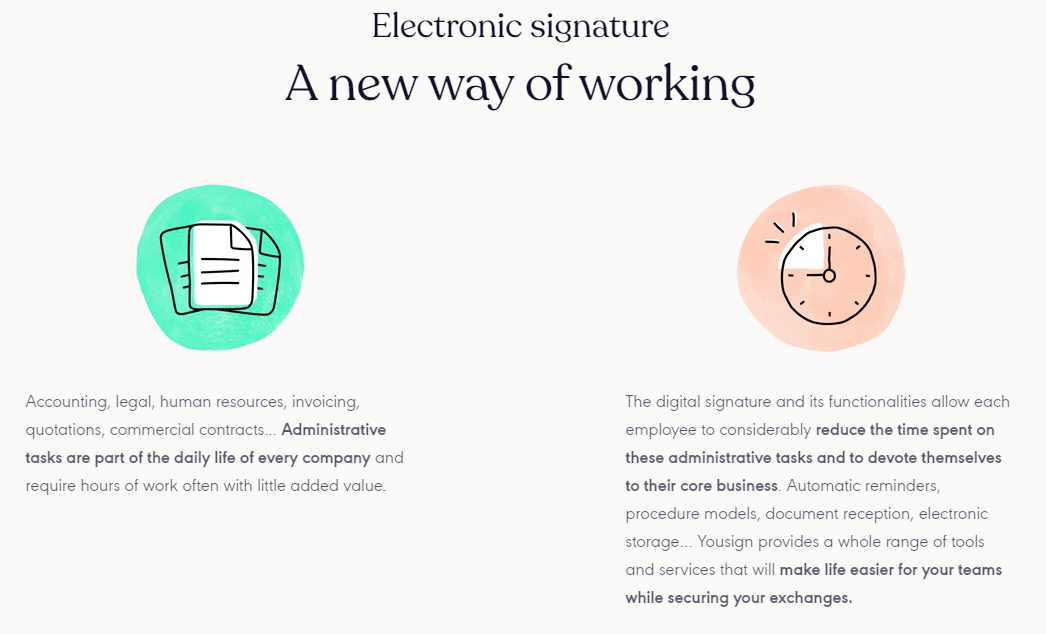 Electronic signature
A new way of working
Accounting, legal, human resources, invoicing,
quotations, commercial contracts... Administrative
tasks are part of the daily life of every company and
require hours of work often with little added value.
The digital signature and its functionalities allow each
employee to considerably reduce the time spent on
these administrative tasks and to devote themselves
to their core business. Automatic reminders,
procedure models, document reception, electronic
storage... Yousign provides a whole range of tools
and services that will make life easier for your teams
while securing your exchanges.